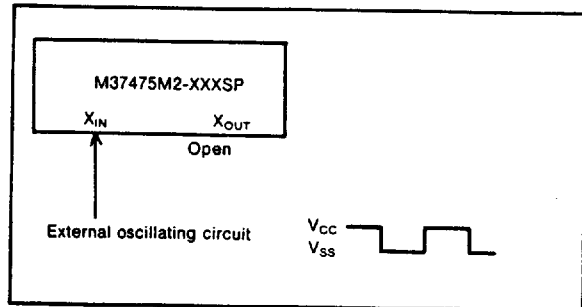 M37475M2-XXXSP
XIN XOUT
Open
External oscillating circuit
VCC
VSS